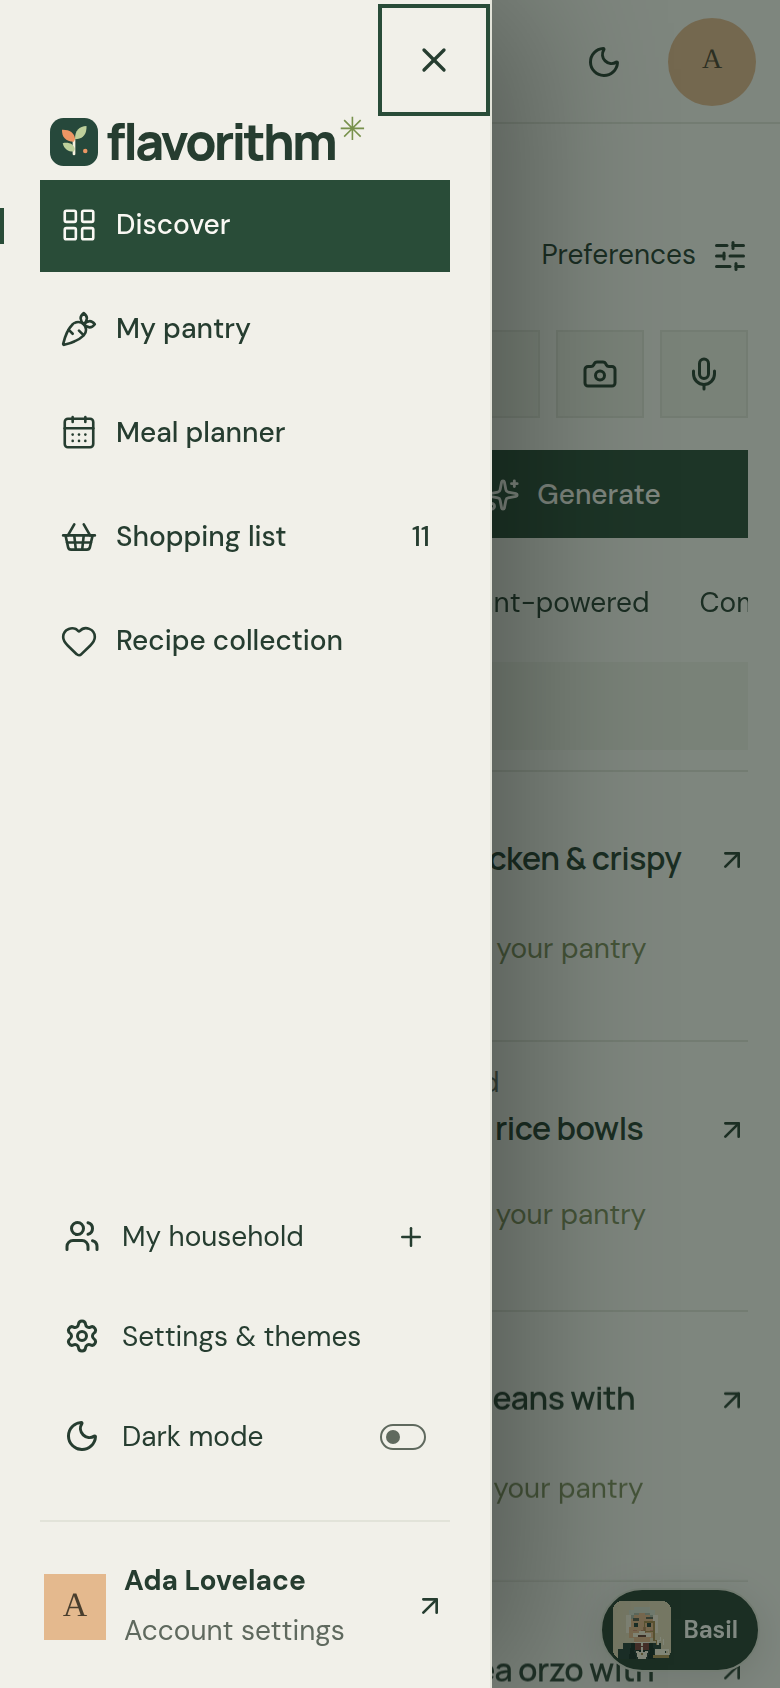 A
flavorithm
Discover
Preferences
My pantry
Meal planner
Generate
Shopping list 11
nt-powered
Recipe collection
cken & crispy
your pantry
rice bowls
your pantry
My household
Settings & themes
eans with
Dark mode
your pantry
Ada Lovelace
A
Account settings
Basil
a orzo with